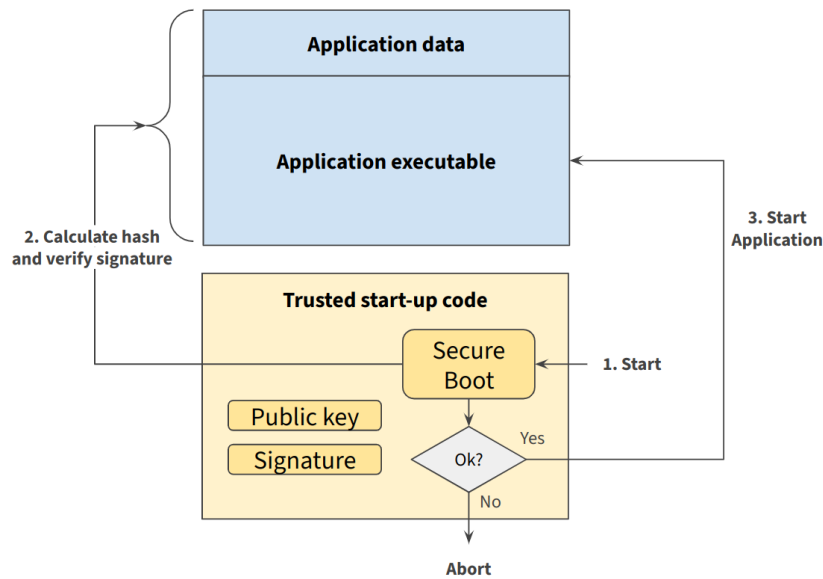 Application data
Application executable
2. Calculate hash
and verify signature
3. Start
Application
Trusted start-up code
Secure
Boot
1. Start
Public key
Signature
Ok?
Yes
No
Abort